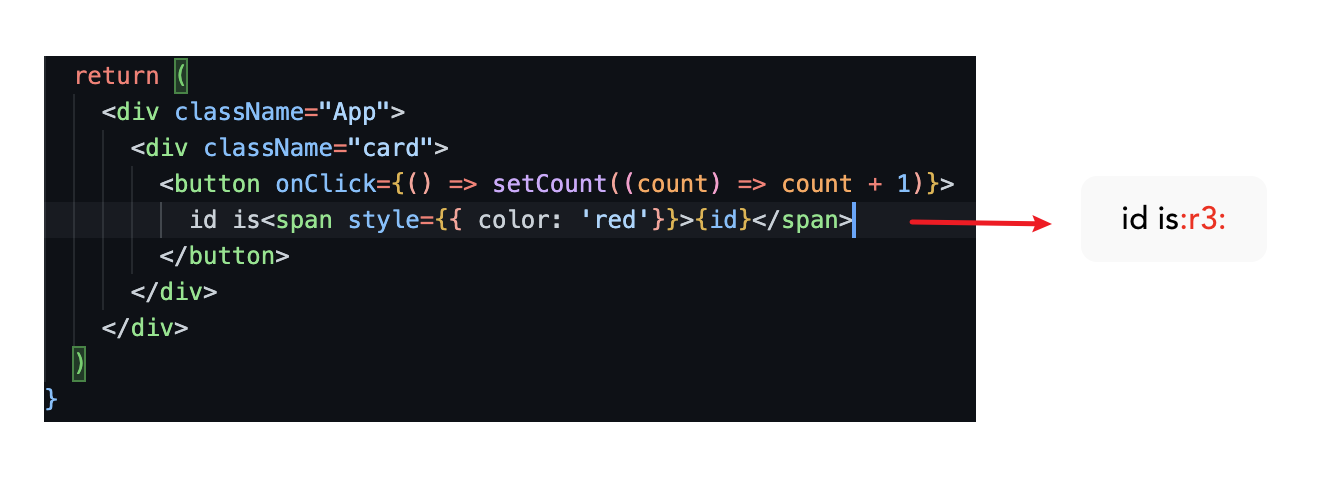 return (
<div className="App">
<div className="card">
<button onClick={() => setCount((count) => count + 1)}>
id is<span style={{ color: 'red'}}>{id}</span>
</button>
</div>
</div>
)
}
id is:r3: